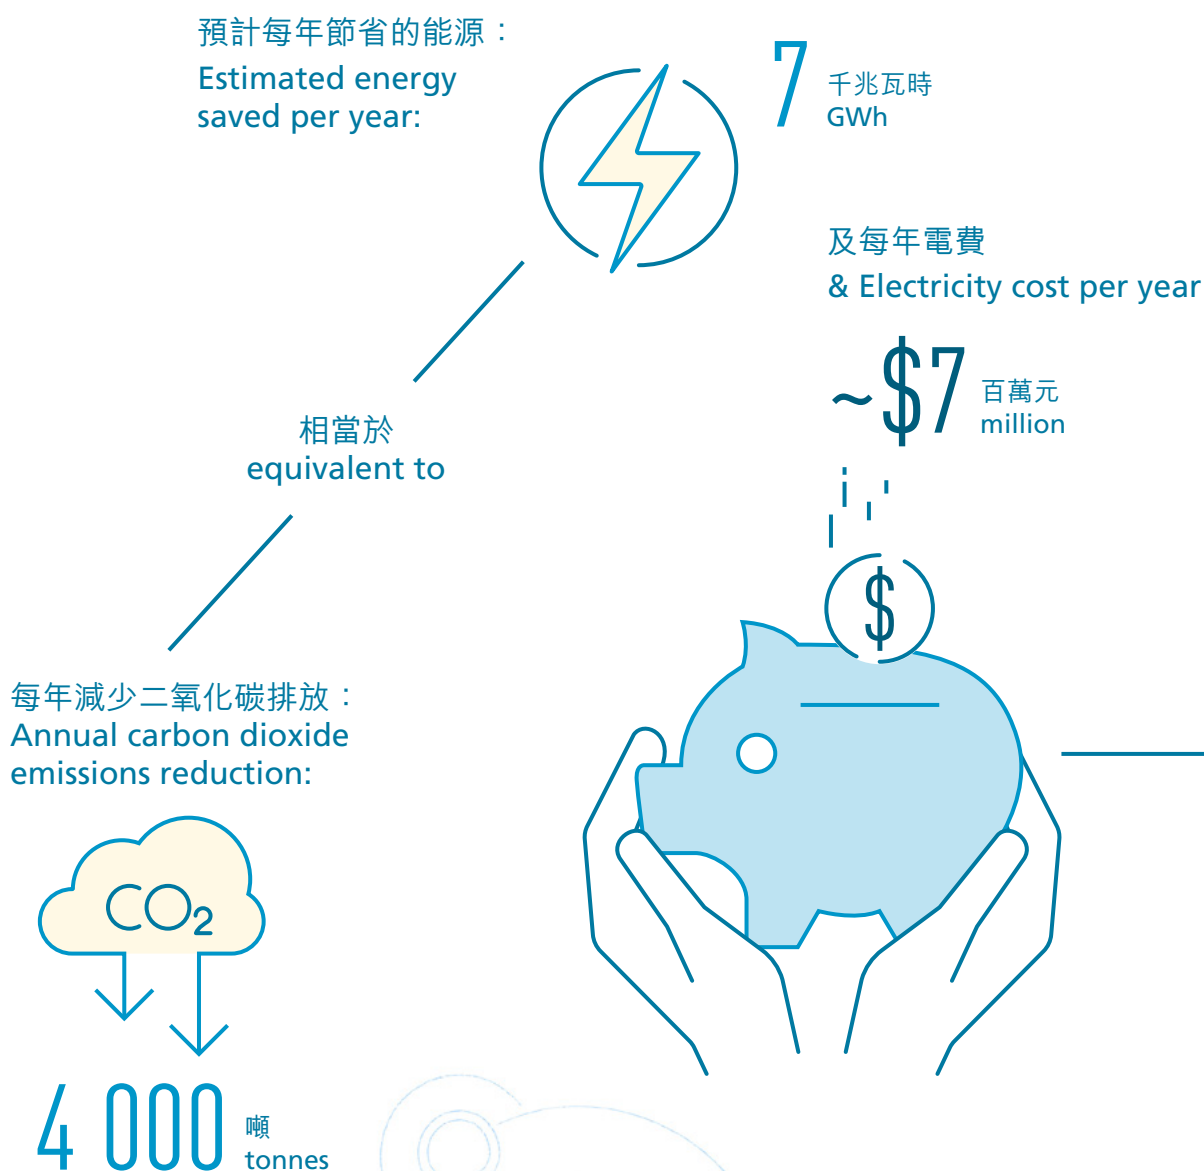 預計每年節省的能源：
Estimated energy
saved per year:
7 千兆瓦時
GWh
及每年電費
& Electricity cost per year
~$7 百萬元
million
相當於
equivalent to
$
每年減少二氧化碳排放：
Annual carbon dioxide
emissions reduction:
CO₂
4 000 噸
tonnes